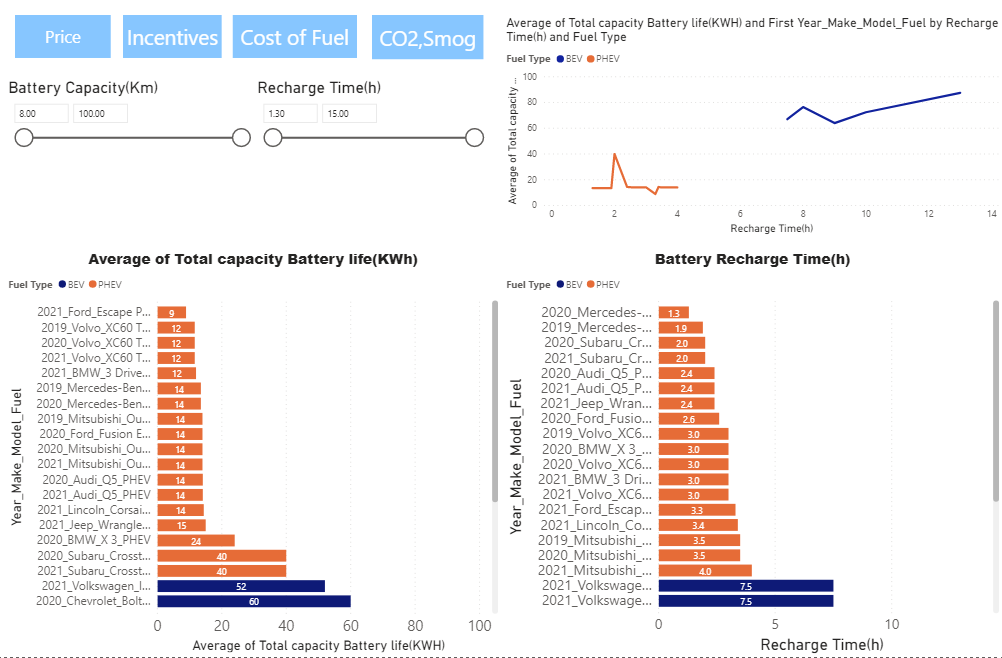 Price
Incentives
Cost of Fuel
CO2,Smog
Battery Capacity(Km)
8.00
100.00
Recharge Time(h)
1.30
15.00
Average of Total capacity Battery life(KWH) and First Year_Make_Model_Fuel by Recharge
Time(h) and Fuel Type
Fuel Type BEV PHEV
Average of Total capacity ...
100
80
60
40
20
0
0 2 4 6 8 10 12 14
Recharge Time(h)
Average of Total capacity Battery life(KWh)
Fuel Type BEV PHEV
Year_Make_Model_Fuel
2021_Ford_Escape P... 9
2019_Volvo_XC60 T... 12
2020_Volvo_XC60 T... 12
2021_Volvo_XC60 T... 12
2021_BMW_3 Drive... 12
2019_Mercedes-Ben... 14
2020_Mercedes-Ben... 14
2019_Mitsubishi_Ou... 14
2020_Ford_Fusion E... 14
2020_Mitsubishi_Ou... 14
2021_Mitsubishi_Ou... 14
2020_Audi_Q5_PHEV 14
2021_Audi_Q5_PHEV 14
2021_Lincoln_Corsai... 14
2021_Jeep_Wrangle... 15
2020_BMW_X 3_PHEV 24
2020_Subaru_Crosst... 40
2021_Subaru_Crosst... 40
2021_Volkswagen_I... 52
2020_Chevrolet_Bolt... 60
0 20 40 60 80 100
Average of Total capacity Battery life(KWH)
Battery Recharge Time(h)
Fuel Type BEV PHEV
Year_Make_Model_Fuel
2020_Mercedes-... 1.3
2019_Mercedes-... 1.9
2020_Subaru_Cr... 2.0
2021_Subaru_Cr... 2.0
2020_Audi_Q5_P... 2.4
2021_Audi_Q5_P... 2.4
2021_Jeep_Wran... 2.4
2020_Ford_Fusio... 2.6
2019_Volvo_XC6... 3.0
2020_BMW_X 3_... 3.0
2020_Volvo_XC6... 3.0
2021_BMW_3 Dri... 3.0
2021_Volvo_XC6... 3.0
2021_Ford_Escap... 3.3
2021_Lincoln_Co... 3.4
2019_Mitsubishi_... 3.5
2020_Mitsubishi_... 3.5
2021_Mitsubishi_... 4.0
2021_Volkswage... 7.5
2021_Volkswage... 7.5
0 5 10
Recharge Time(h)